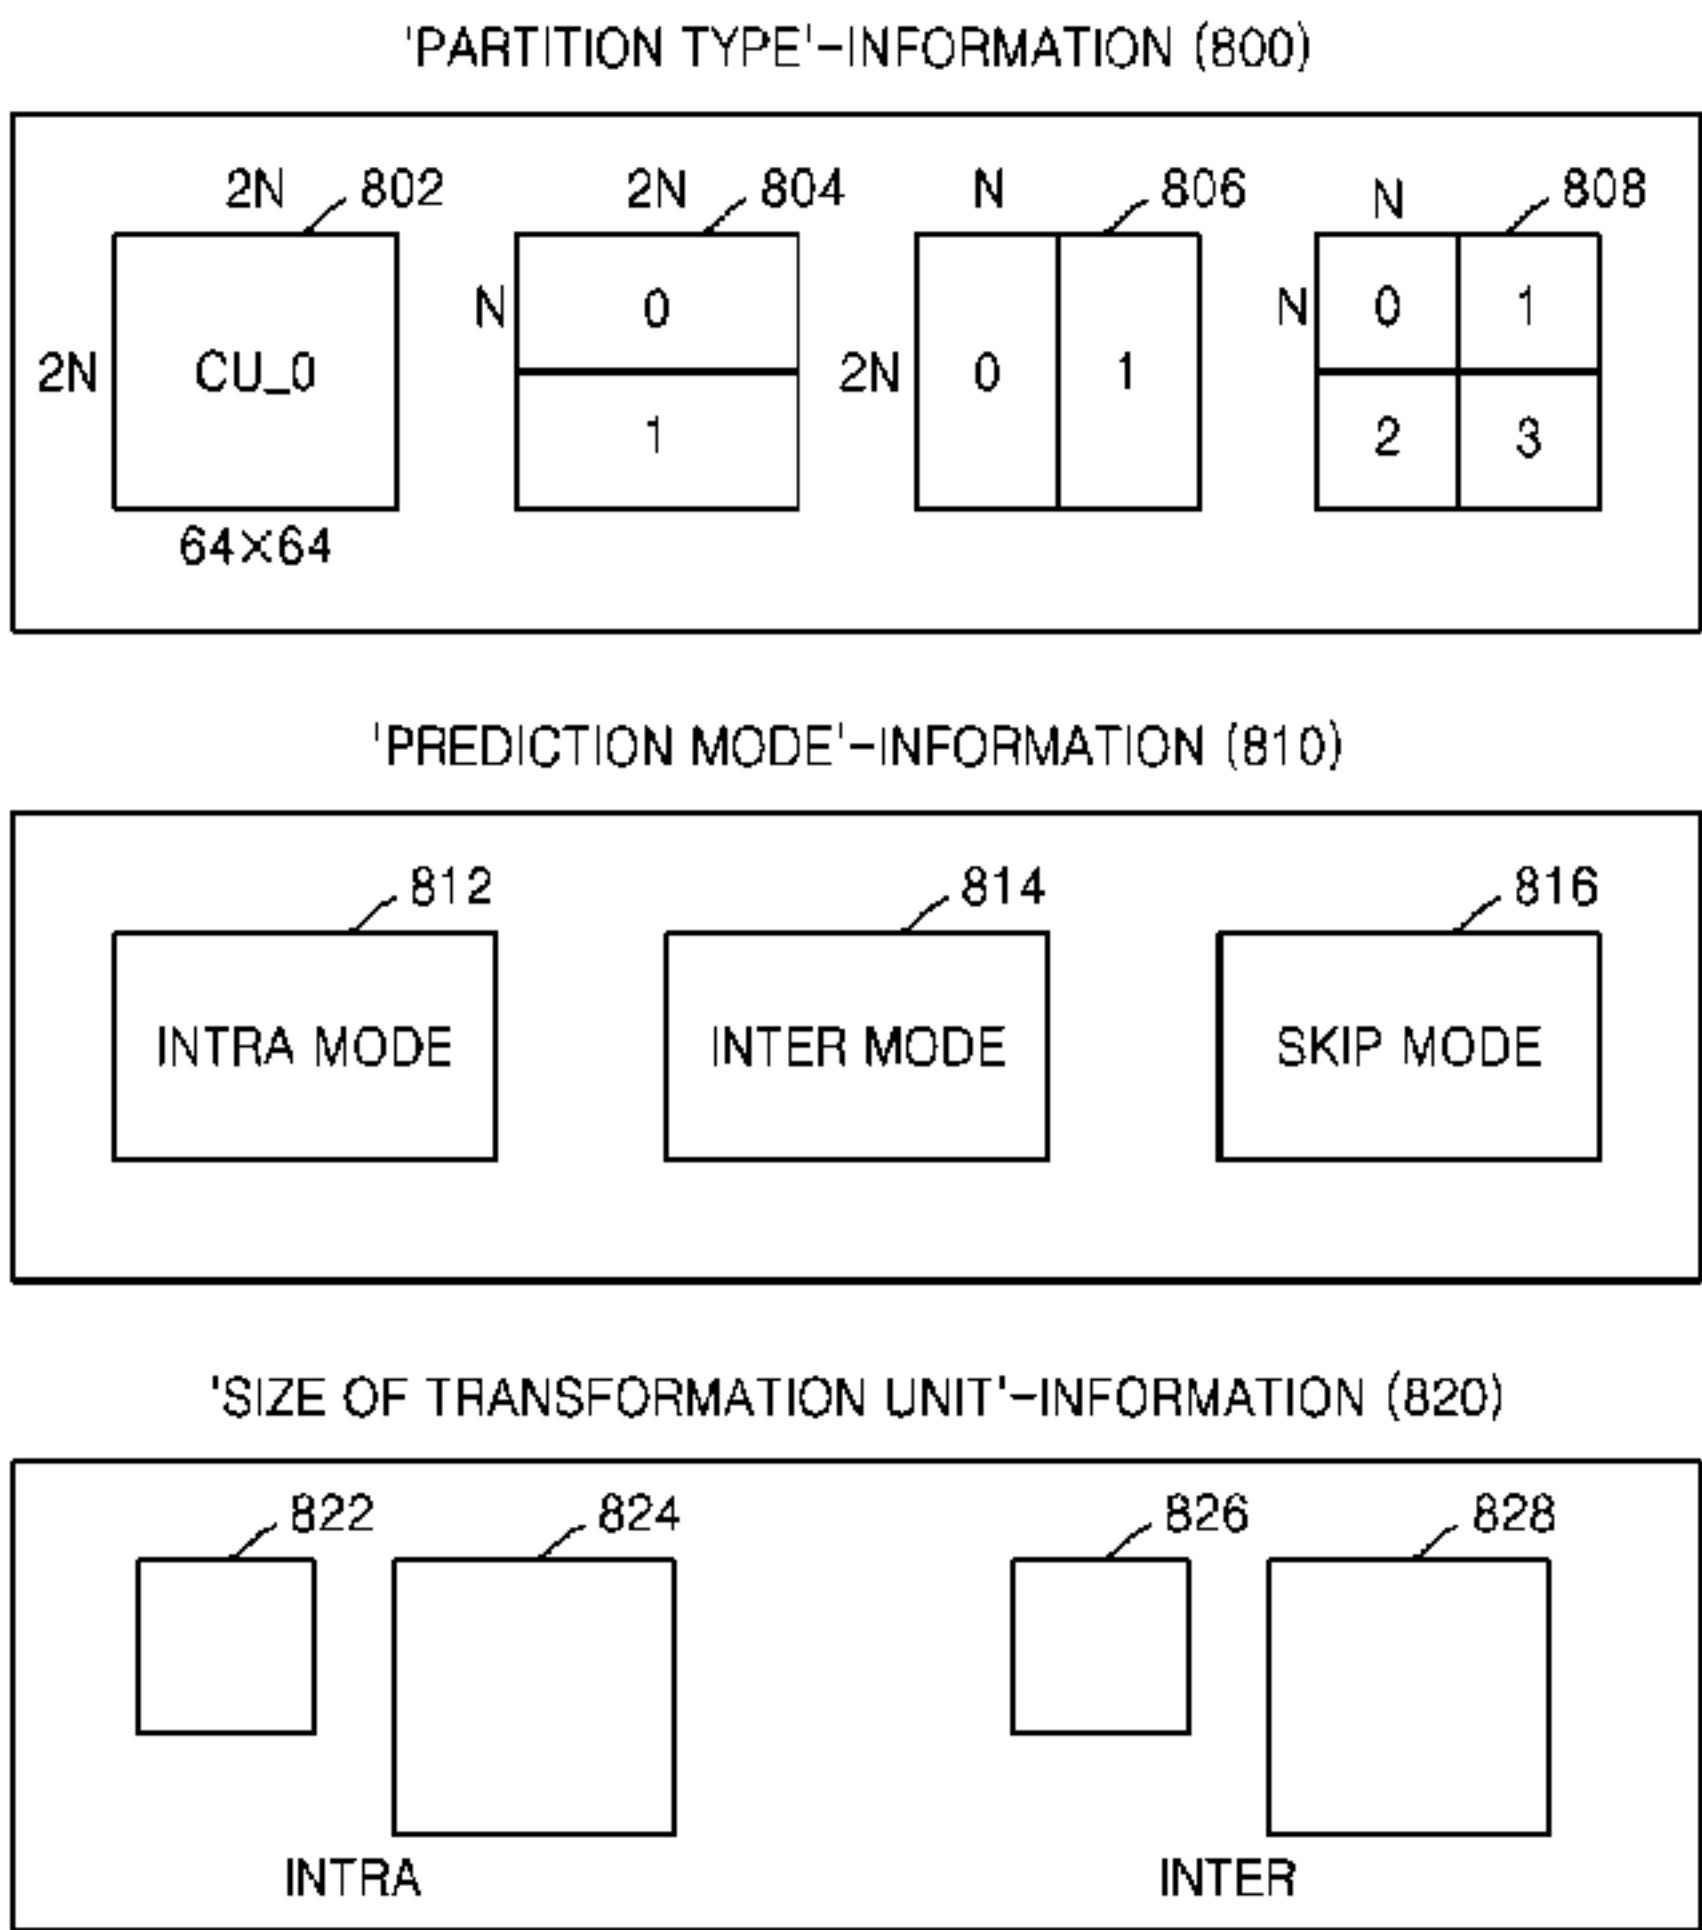 'PARTITION TYPE'-INFORMATION (800)
2N 802 2N 804 N 806 N 808
2N CU_0 N 0 1 2N 0 1 N 0 1 2 3
64×64
'PREDICTION MODE'-INFORMATION (810)
812 814 816
INTRA MODE INTER MODE SKIP MODE
'SIZE OF TRANSFORMATION UNIT'-INFORMATION (820)
822 824 826 828
INTRA INTER